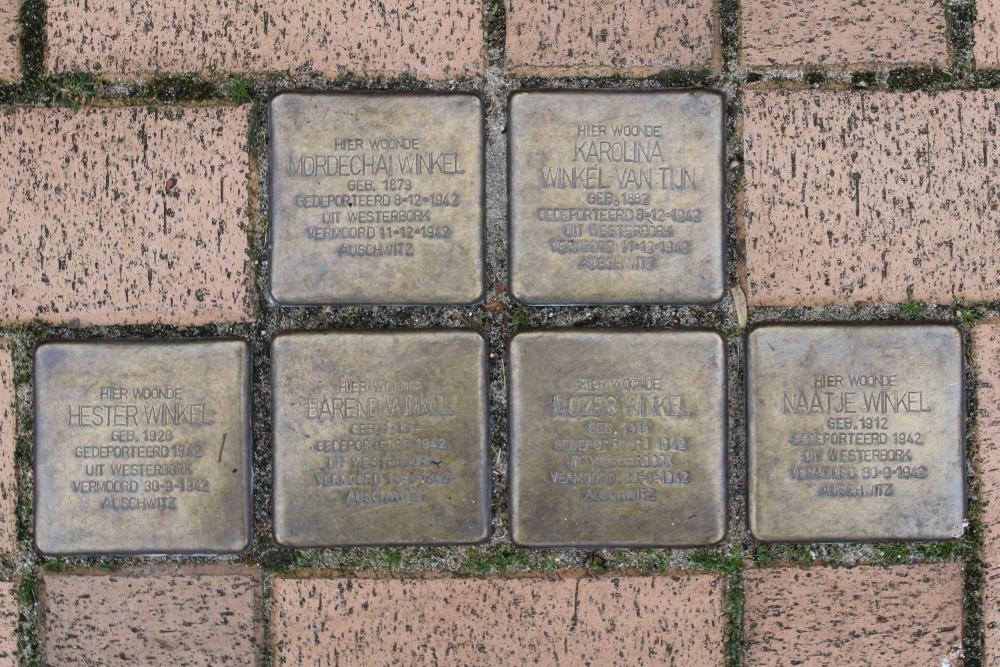 HIER WOONDE
MORDECHAI WINKEL
GEB. 1879
GEDEPORTEERD 8-12-1942
UIT WESTERBORK
VERMOORD 11-12-1942
AUSCHWITZ
HIER WOONDE
KAROLINA
WINKEL-VAN TIJN
GEB. 1882
GEDEPORTEERD 8-12-1942
UIT WESTERBORK
VERMOORD 11-12-1942
AUSCHWITZ
HIER WOONDE
HESTER WINKEL
GEB. 1920
GEDEPORTEERD 1942
UIT WESTERBORK
VERMOORD 30-9-1942
AUSCHWITZ
HIER WOONDE
BAREND WINKEL
GEB.
GEDEPORTEERD 1942
UIT WESTERBORK
VERMOORD
AUSCHWITZ
HIER WOONDE
MOZES WINKEL
GEB.
GEDEPORTEERD 1942
UIT WESTERBORK
VERMOORD 30-9-1942
AUSCHWITZ
HIER WOONDE
NAATJE WINKEL
GEB. 1912
GEDEPORTEERD 1942
UIT WESTERBORK
VERMOORD 30-9-1942
AUSCHWITZ